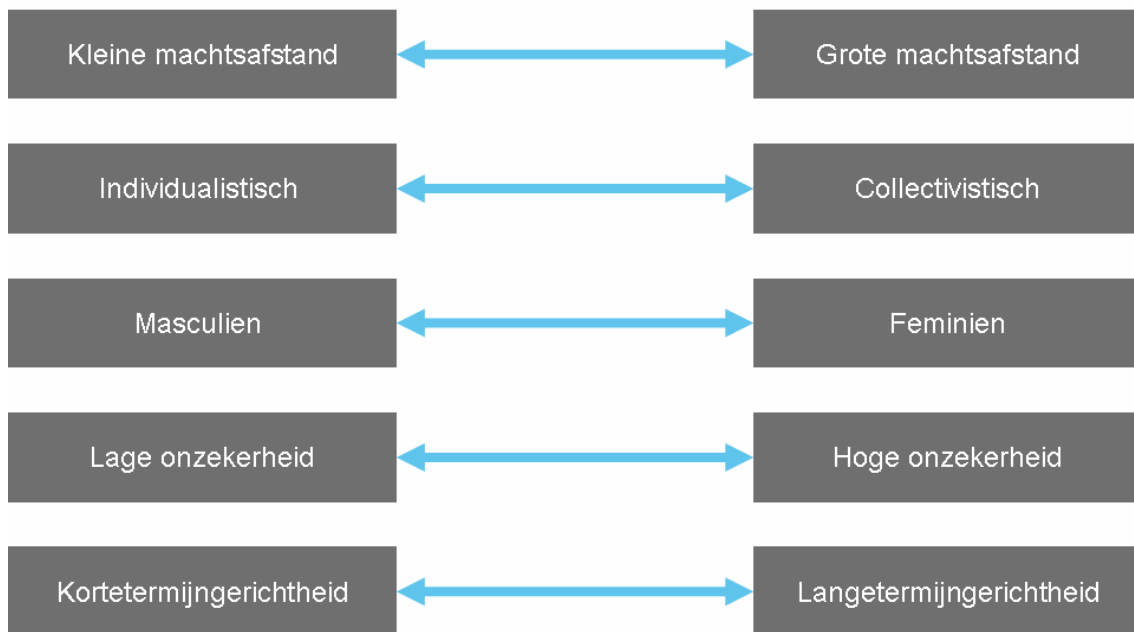 Kleine machtsafstand
Grote machtsafstand
Individualistisch
Collectivistisch
Masculien
Feminien
Lage onzekerheid
Hoge onzekerheid
Kortetermijngerichtheid
Langetermijngerichtheid